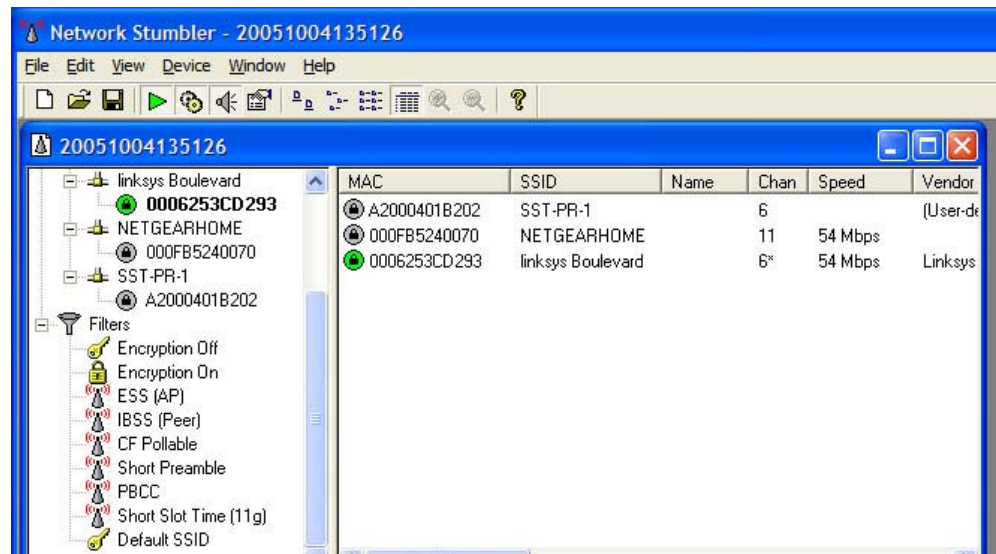 Network Stumbler - 20051004135126
File Edit View Device Window Help
20051004135126
linksys Boulevard
0006253CD293
NETGEARHOME
000FB5240070
SST-PR-1
A2000401B202
Filters
Encryption Off
Encryption On
ESS (AP)
IBSS (Peer)
CF Pollable
Short Preamble
PBCC
Short Slot Time (11g)
Default SSID
MAC SSID Name Chan Speed Vendor
A2000401B202 SST-PR-1 6 (User-de
000FB5240070 NETGEARHOME 11 54 Mbps
0006253CD293 linksys Boulevard 6* 54 Mbps Linksys